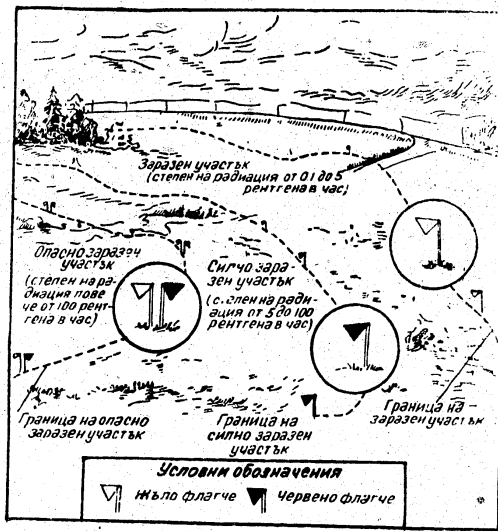 Заразен участък
(степен на радиация от 0.1 до 5
рентгена в час)
Опасно заразен
участък
(степен на ра-
диация пове
че от 100 рент-
гена в час)
Силно зара-
зен участък
(степен на ради-
ация от 5 до 100
рентгена в час)
Граница на опасно
заразен участък
Граница на
силно заразен
участък
Граница на
заразен участък
Условни обозначения
Жъло флагче
Червено флагче